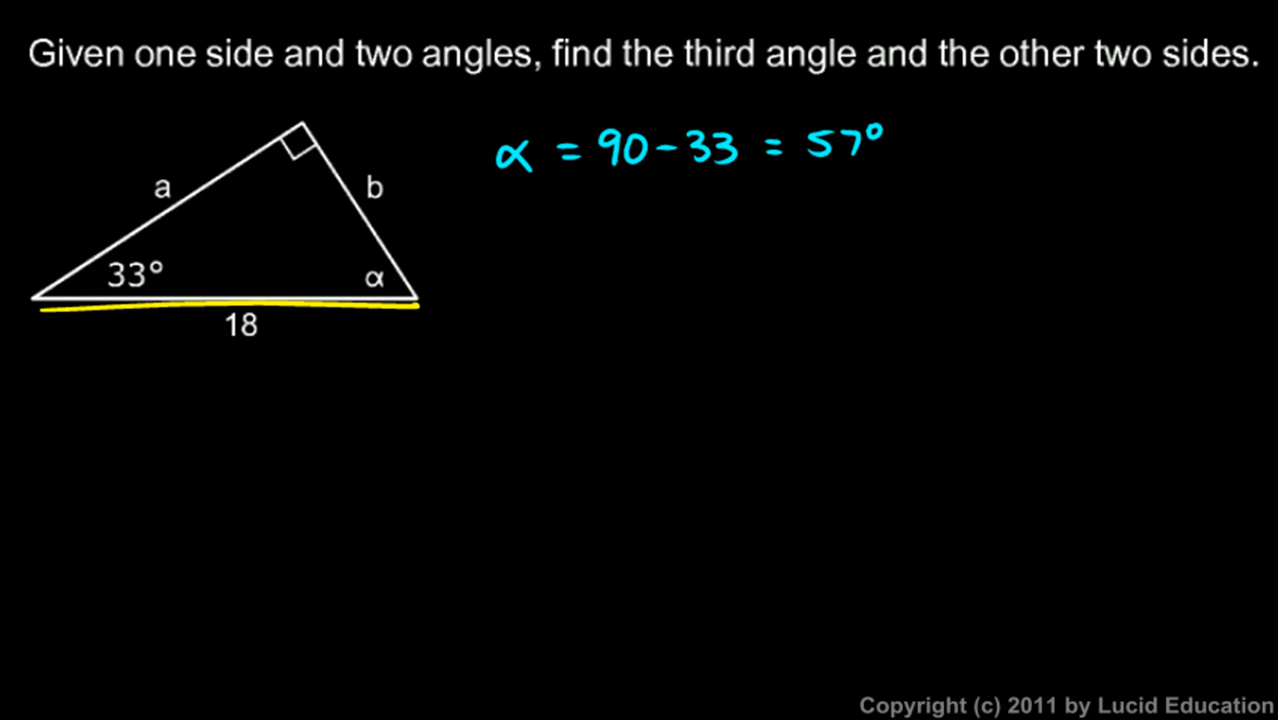 Given one side and two angles, find the third angle and the other two sides.
α = 90 - 33 = 57°
a
b
33°
α
18
Copyright (c) 2011 by Lucid Education